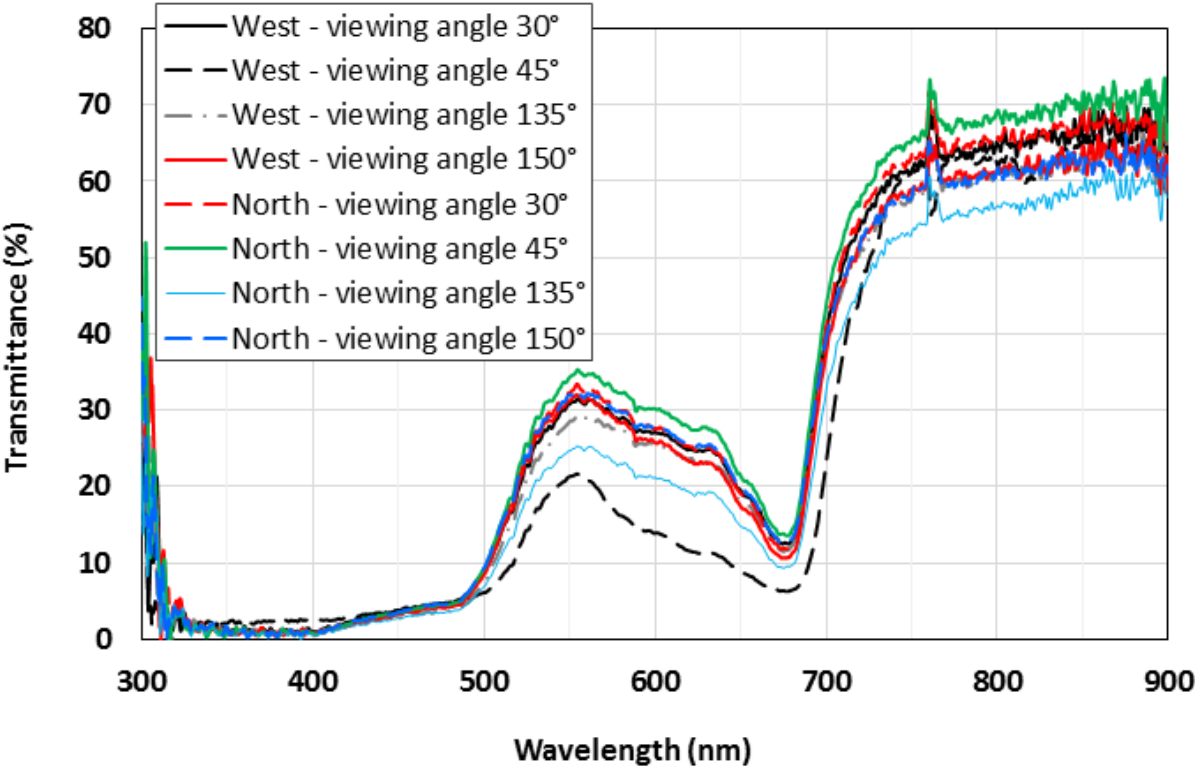 80
70
60
50
40
30
20
10
0
Transmittance (%)
West - viewing angle 30°
West - viewing angle 45°
West - viewing angle 135°
West - viewing angle 150°
North - viewing angle 30°
North - viewing angle 45°
North - viewing angle 135°
North - viewing angle 150°
300 400 500 600 700 800 900
Wavelength (nm)